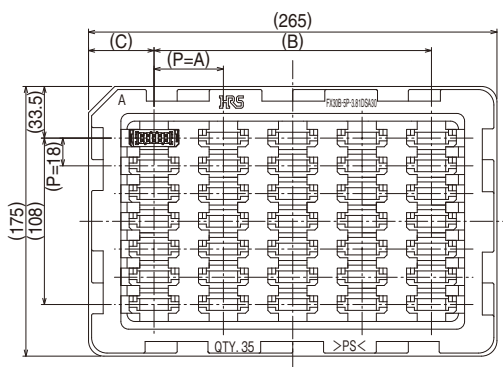 (265)
(C)
(B)
(P=A)
A
HRS
FX30B-5P-3.81DSA30
(33.5)
(P=18)
(175)
(108)
QTY. 35
>PS<